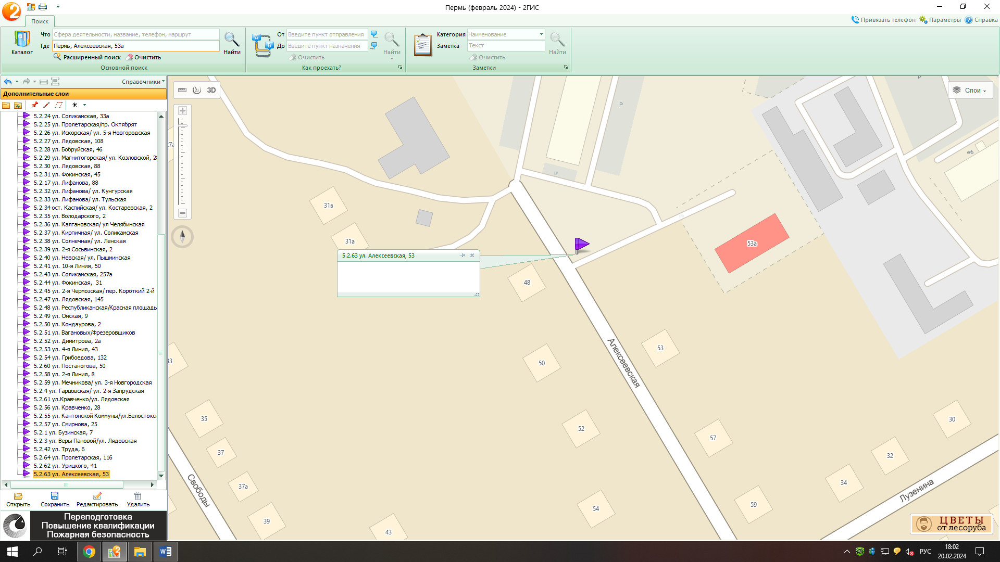 Пермь (февраль 2024) - 2ГИС
Поиск
Привязать телефон
Параметры
Справка
Каталог
Что
Сфера деятельности, название, телефон, маршрут
Где
Пермь, Алексеевская, 53а
Найти
Расширенный поиск
Очистить
Основной поиск
От
Введите пункт отправления
До
Введите пункт назначения
Найти
Очистить
Как проехать?
Категория
Наименование
Заметка
Текст
Найти
Очистить
Заметки
Справочники
Дополнительные слои
5.2.24 ул. Соликамская, 33а
5.2.25 ул. Пролетарская/пр. Октябрят
5.2.26 ул. Искорская/ ул. 5-я Новгородская
5.2.27 ул. Лядовская, 108
5.2.28 ул. Бобруйская, 46
5.2.29 ул. Магнитогорская/ ул. Козловской, 28
5.2.30 ул. Лядовская, 88
5.2.31 ул. Фокинская, 45
5.2.17 ул. Лифанова, 88
5.2.32 ул. Лифанова/ ул. Кунгурская
5.2.33 ул. Лифанова/ ул. Тульская
5.2.34 ост. Каспийская/ ул. Костаревская, 2
5.2.35 ул. Володарского, 2
5.2.36 ул. Калгановская/ ул Челябинская
5.2.37 ул. Кирпичная/ ул. Соликамская
5.2.38 ул. Солнечная/ ул. Ленская
5.2.39 ул. 2-я Сосьвинская, 2
5.2.40 ул. Невская/ ул. Пышминская
5.2.41 ул. 10-я Линия, 50
5.2.43 ул. Соликамская, 257а
5.2.44 ул. Фокинская, 31
5.2.45 ул. 2-я Чермозская/ пер. Короткий 2-й
5.2.47 ул. Лядовская, 145
5.2.48 ул. Республиканская/Красная площадь
5.2.49 ул. Омская, 9
5.2.50 ул. Кондаурова, 2
5.2.51 ул. Вагановых/Фрезеровщиков
5.2.52 ул. Димитрова, 2а
5.2.53 ул. 4-я Линия, 43
5.2.54 ул. Грибоедова, 132
5.2.60 ул. Постаногова, 50
5.2.58 ул. 2-я Линия, 8
5.2.59 ул. Мечникова/ ул. 3-я Новгородская
5.2.4 ул. Гарцовская/ ул. 2-я Запрудская
5.2.61 ул.Кравченко/ул. Лядовская
5.2.56 ул. Кравченко, 28
5.2.55 ул. Кантонской Коммуны/ул.Белостокск
5.2.57 ул. Смирнова, 25
5.2.1 ул. Бузинская, 7
5.2.3 ул. Веры Пановой/ул. Лядовская
5.2.42 ул. Труда, 6
5.2.64 ул. Пролетарская, 116
5.2.62 ул. Урицкого, 41
5.2.63 ул. Алексеевская, 53
Открыть
Сохранить
Редактировать
Удалить
Переподготовка
Повышение квалификации
Пожарная безопасность
3D
Слои
P
P
P
27а
31в
31а
53а
5.2.63 ул. Алексеевская, 53
48
33
50
53
Алексеевская
35
52
57
30
37
32
Свободы
37а
34
Лузенина
59
54
39
43
ЦВЕТЫ
от лесоруба
РУС
18:02
20.02.2024